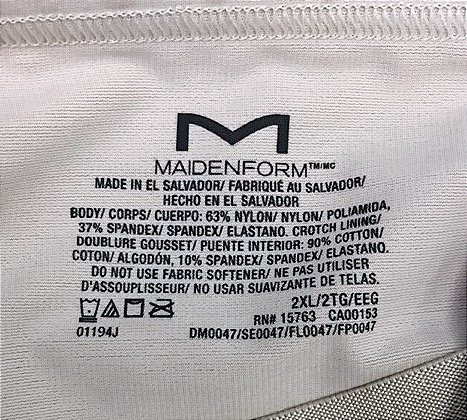 MAIDENFORM™/MC
MADE IN EL SALVADOR/ FABRIQUÉ AU SALVADOR/
HECHO EN EL SALVADOR
BODY/ CORPS/ CUERPO: 63% NYLON/ NYLON/ POLIAMIDA,
37% SPANDEX/ SPANDEX/ ELASTANO. CROTCH LINING/
DOUBLURE GOUSSET/ PUENTE INTERIOR: 90% COTTON/
COTON/ ALGODÓN, 10% SPANDEX/ SPANDEX/ ELASTANO.
DO NOT USE FABRIC SOFTENER/ NE PAS UTILISER
D'ASSOUPLISSEUR/ NO USAR SUAVIZANTE DE TELAS.
2XL/2TG/EEG
RN# 15763 CA00153
01194J DM0047/SE0047/FL0047/FP0047